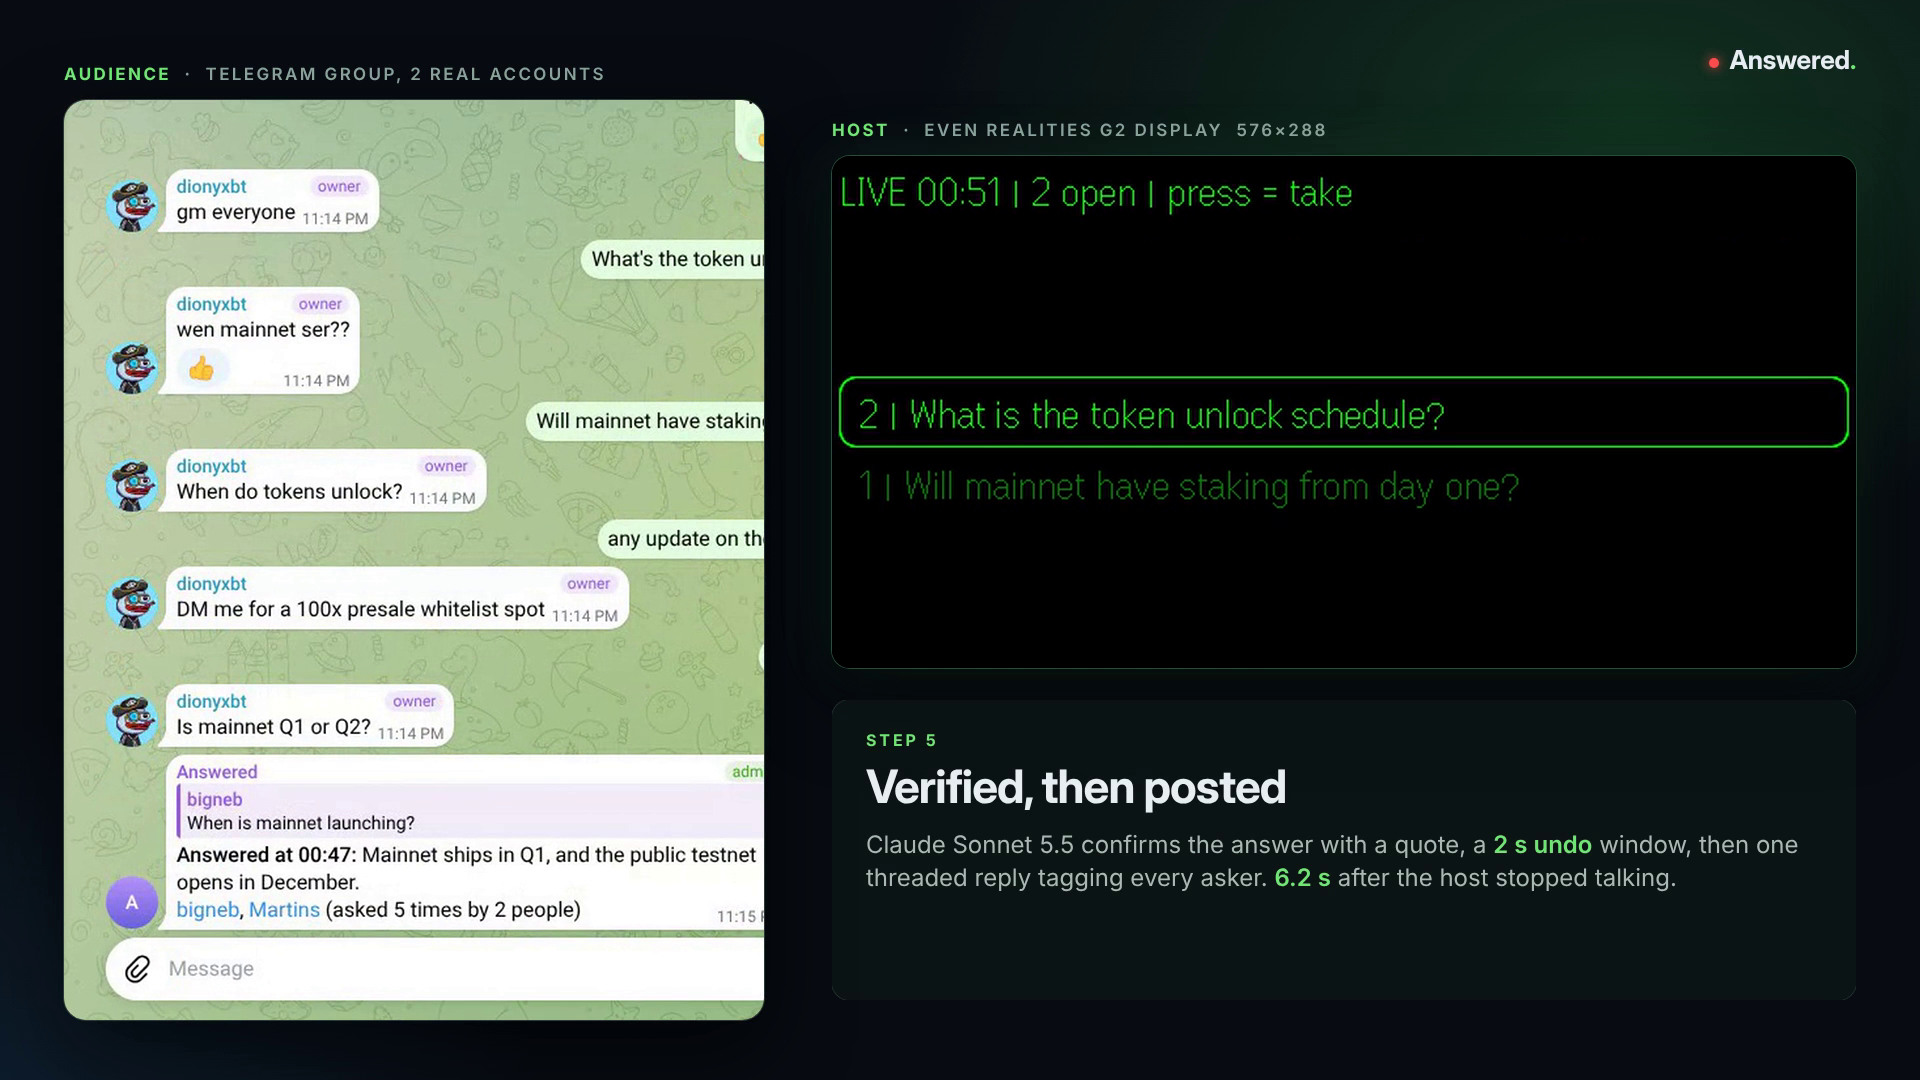 AUDIENCE · TELEGRAM GROUP, 2 REAL ACCOUNTS
dionyxbt owner
gm everyone 11:14 PM
What's the token
dionyxbt owner
wen mainnet ser??
👍
11:14 PM
Will mainnet have
dionyxbt owner
When do tokens unlock? 11:14 PM
any update on
dionyxbt owner
DM me for a 100x presale whitelist spot 11:14 PM
dionyxbt owner
Is mainnet Q1 or Q2? 11:14 PM
Answered
bigneb
When is mainnet launching?
Answered at 00:47: Mainnet ships in Q1, and the public testnet
opens in December.
A
bigneb, Martins (asked 5 times by 2 people) 11:15
Message
Answered.
HOST · EVEN REALITIES G2 DISPLAY 576×288
LIVE 00:51 | 2 open | press = take
2 | What is the token unlock schedule?
1 | Will mainnet have staking from day one?
STEP 5
Verified, then posted
Claude Sonnet 5.5 confirms the answer with a quote, a 2 s undo window, then one
threaded reply tagging every asker. 6.2 s after the host stopped talking.